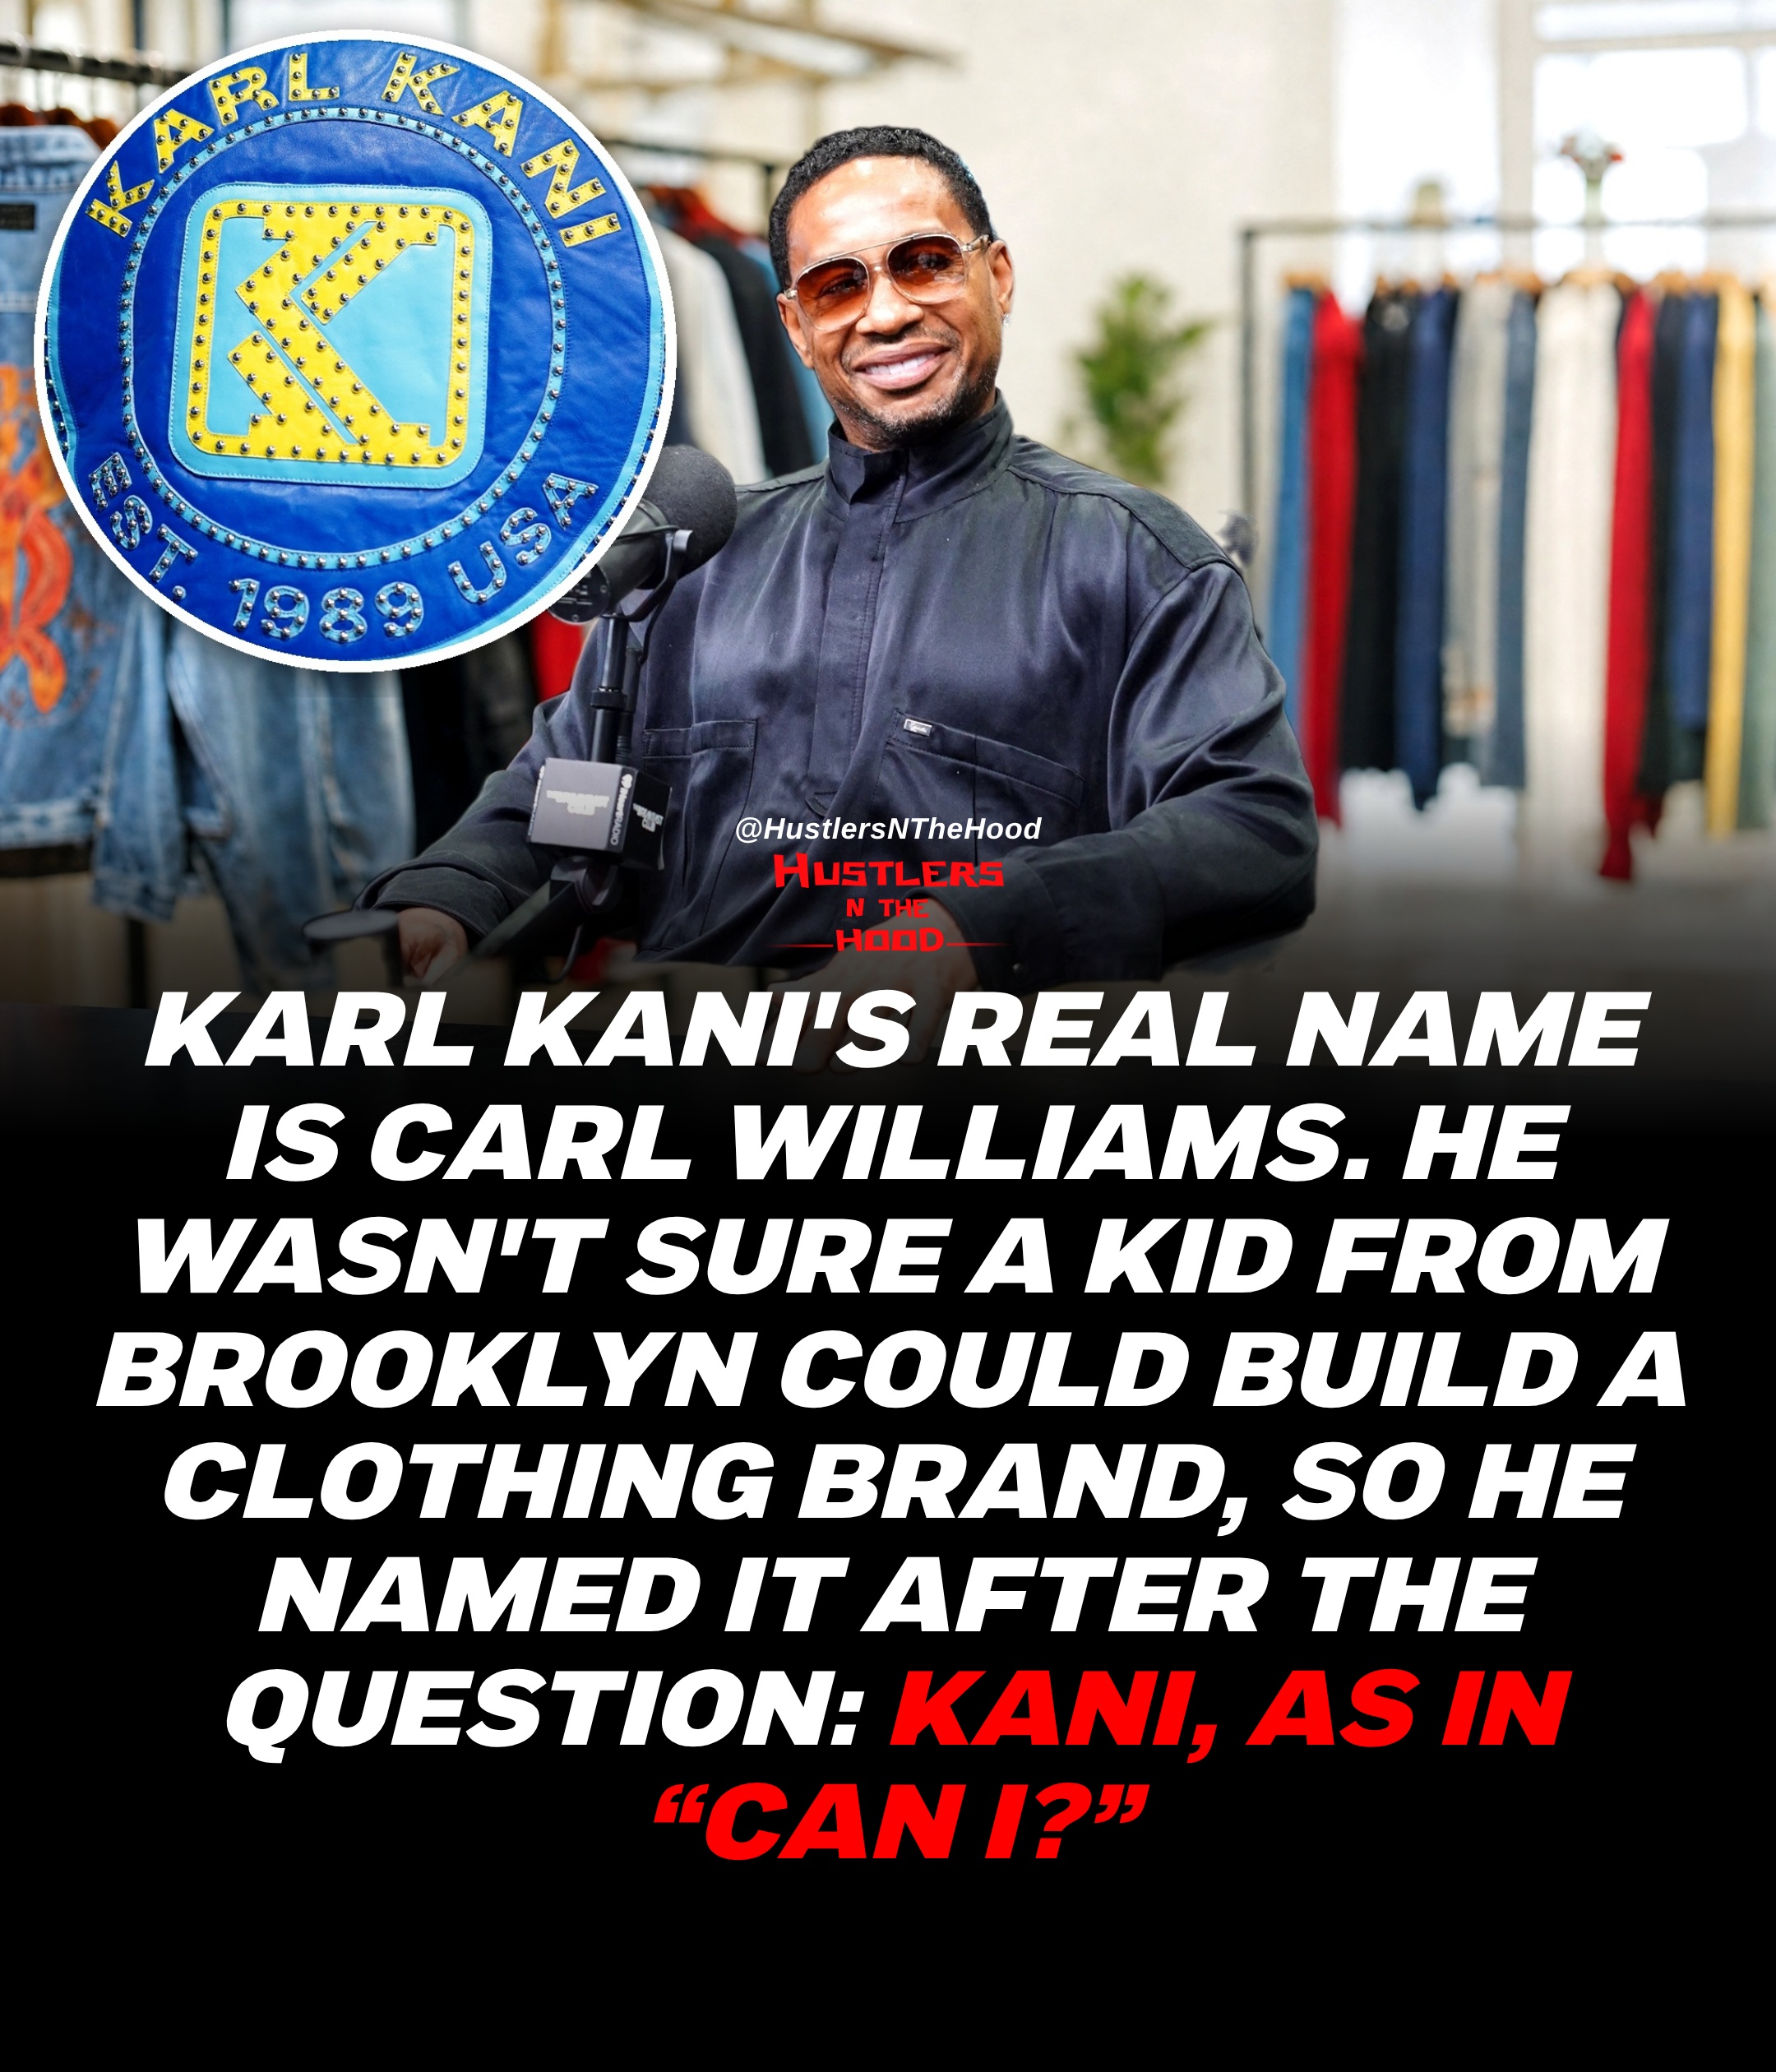 KARL KANI
K
EST. 1989 USA
@HustlersNTheHood
HUSTLERS
N THE
HOOD
KARL KANI'S REAL NAME
IS CARL WILLIAMS. HE
WASN'T SURE A KID FROM
BROOKLYN COULD BUILD A
CLOTHING BRAND, SO HE
NAMED IT AFTER THE
QUESTION: KANI, AS IN
“CAN I?”